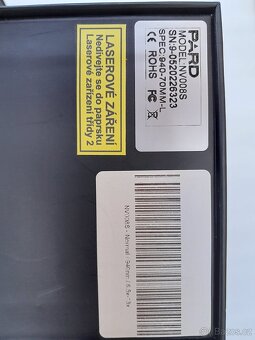 PARD
MODEL:NV008S
SPEC:940-70MM-L
SN:9-0520226323
CE ROHS FC
LASEROVÉ ZÁŘENÍ
Nedívejte se do paprsku
Laserové zařízení třídy 2